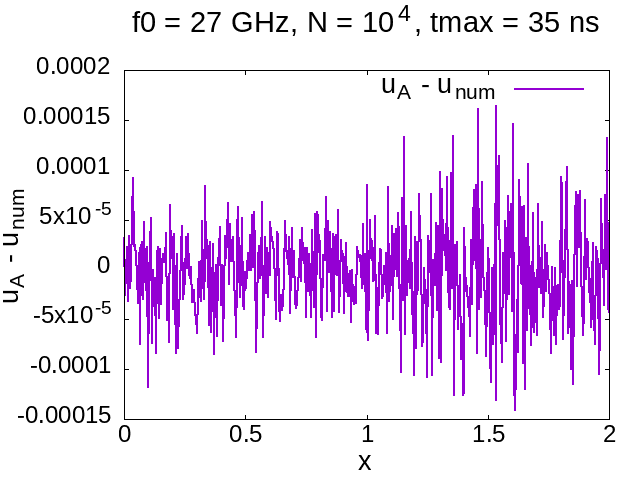 f0 = 27 GHz, N = 10^4, tmax = 35 ns
u_A - u_num
0.0002
0.00015
0.0001
5x10^-5
0
-5x10^-5
-0.0001
-0.00015
u_A - u_num
0 0.5 1 1.5 2
x